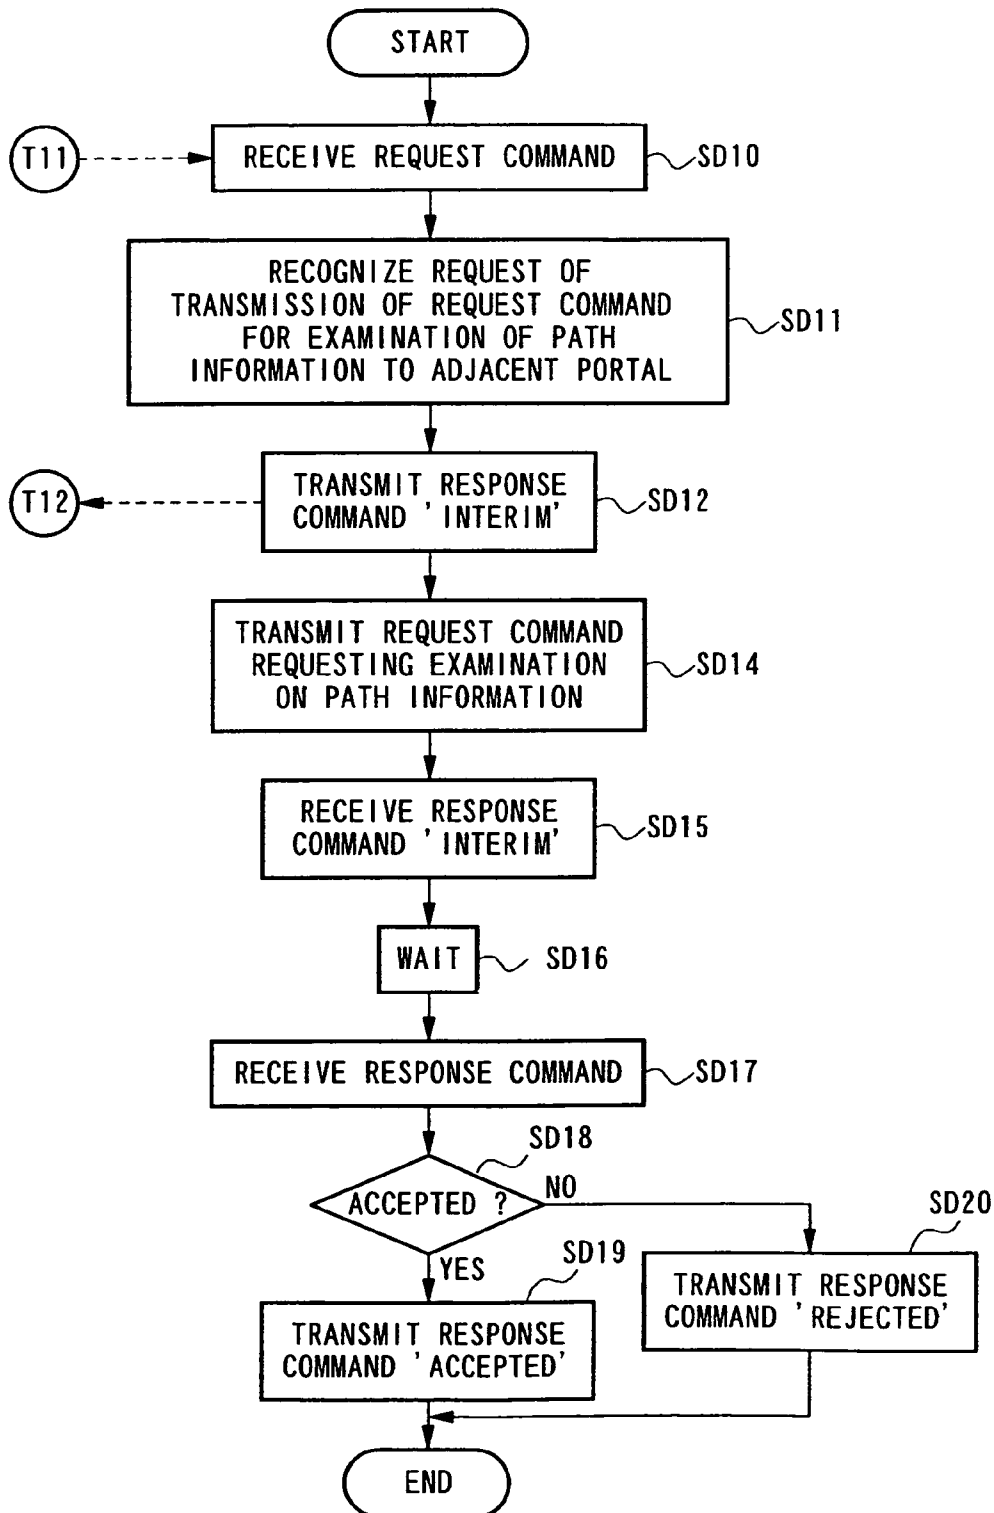 START
T11
RECEIVE REQUEST COMMAND
SD10
RECOGNIZE REQUEST OF
TRANSMISSION OF REQUEST COMMAND
FOR EXAMINATION OF PATH
INFORMATION TO ADJACENT PORTAL
SD11
T12
TRANSMIT RESPONSE
COMMAND 'INTERIM'
SD12
TRANSMIT REQUEST COMMAND
REQUESTING EXAMINATION
ON PATH INFORMATION
SD14
RECEIVE RESPONSE
COMMAND 'INTERIM'
SD15
WAIT
SD16
RECEIVE RESPONSE COMMAND
SD17
SD18
ACCEPTED ?
NO
YES
SD19
TRANSMIT RESPONSE
COMMAND 'ACCEPTED'
SD20
TRANSMIT RESPONSE
COMMAND 'REJECTED'
END